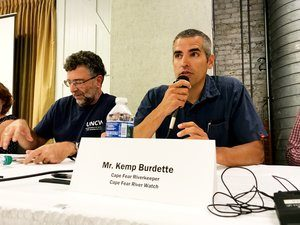 UNCW
Mr. Kemp Burdette
Cape Fear Riverkeeper
Cape Fear River Watch